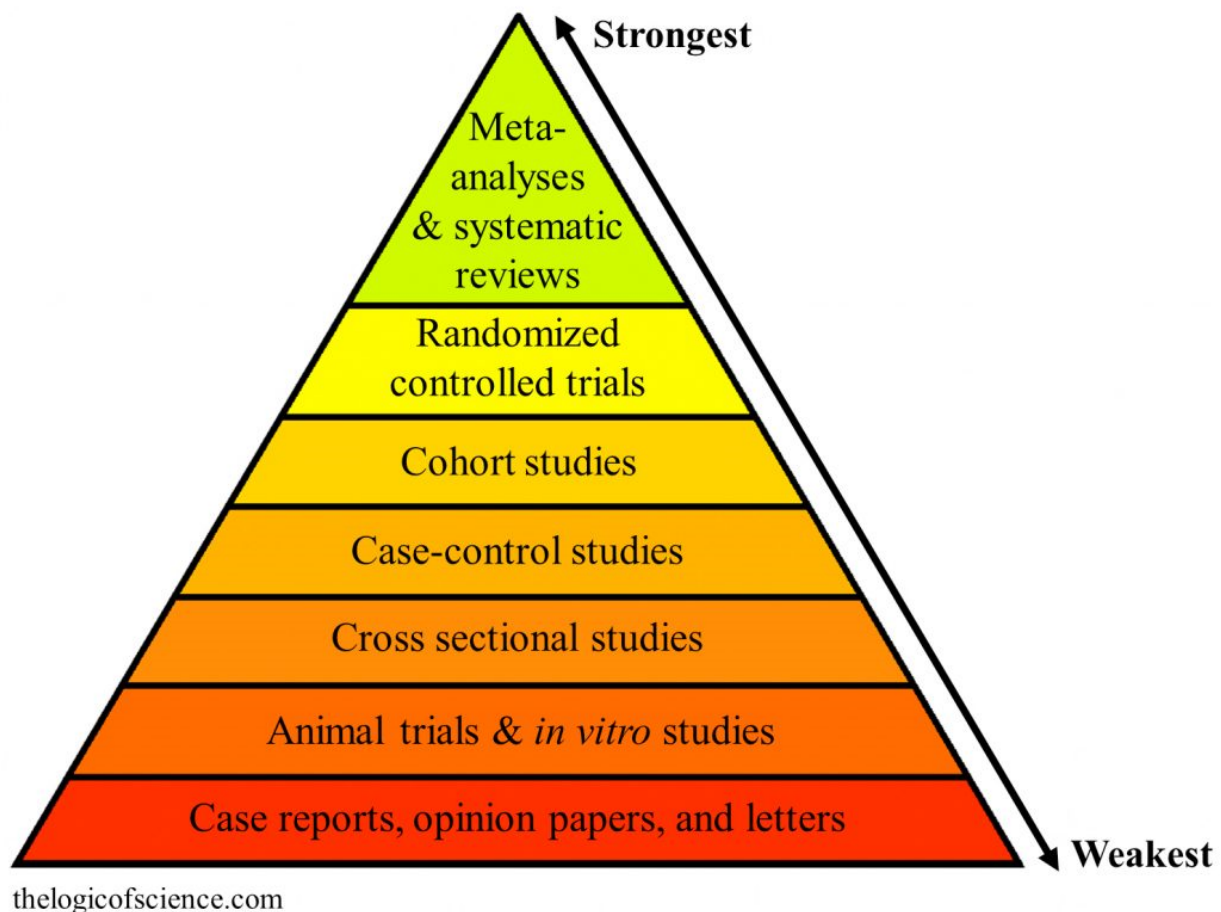 Strongest
Meta-
analyses
& systematic
reviews
Randomized
controlled trials
Cohort studies
Case-control studies
Cross sectional studies
Animal trials & in vitro studies
Case reports, opinion papers, and letters
Weakest
thelogicofscience.com